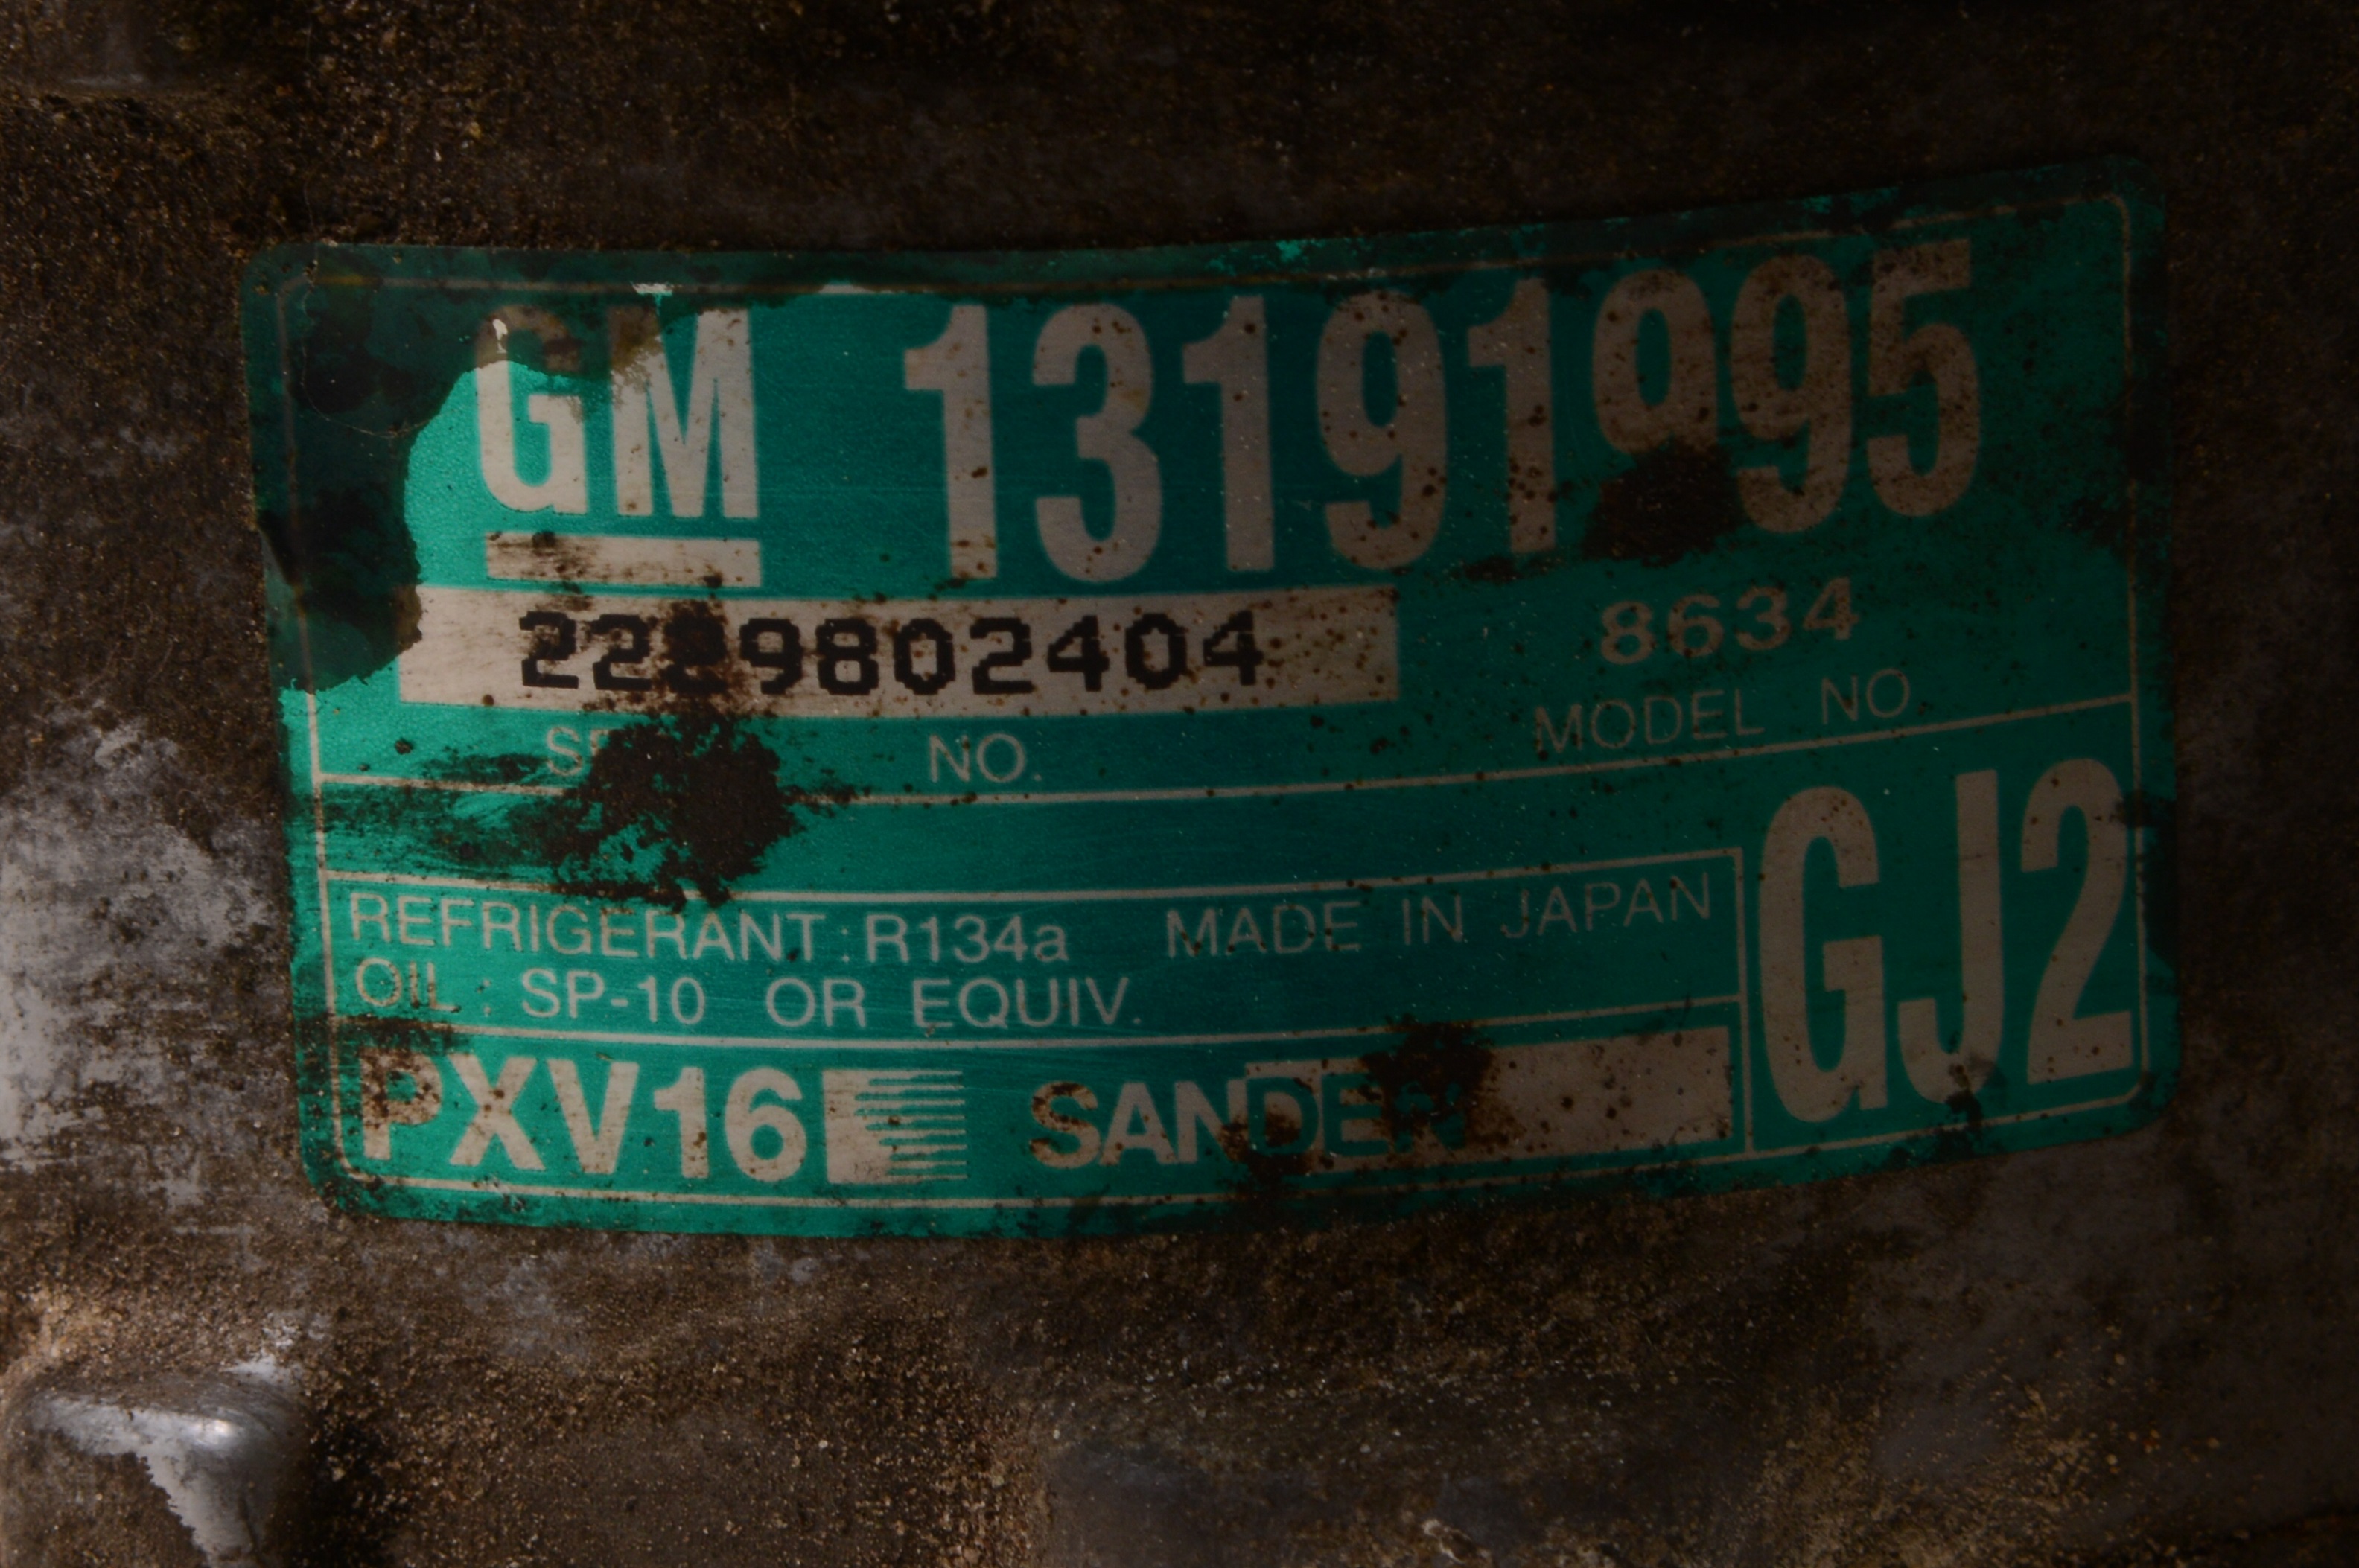 GM 13191995
8634
NO.
MODEL NO
REFRIGERANT:R134a MADE IN JAPAN
OIL : SP-10 OR EQUIV.
GJ2
PXV16 SANDEN